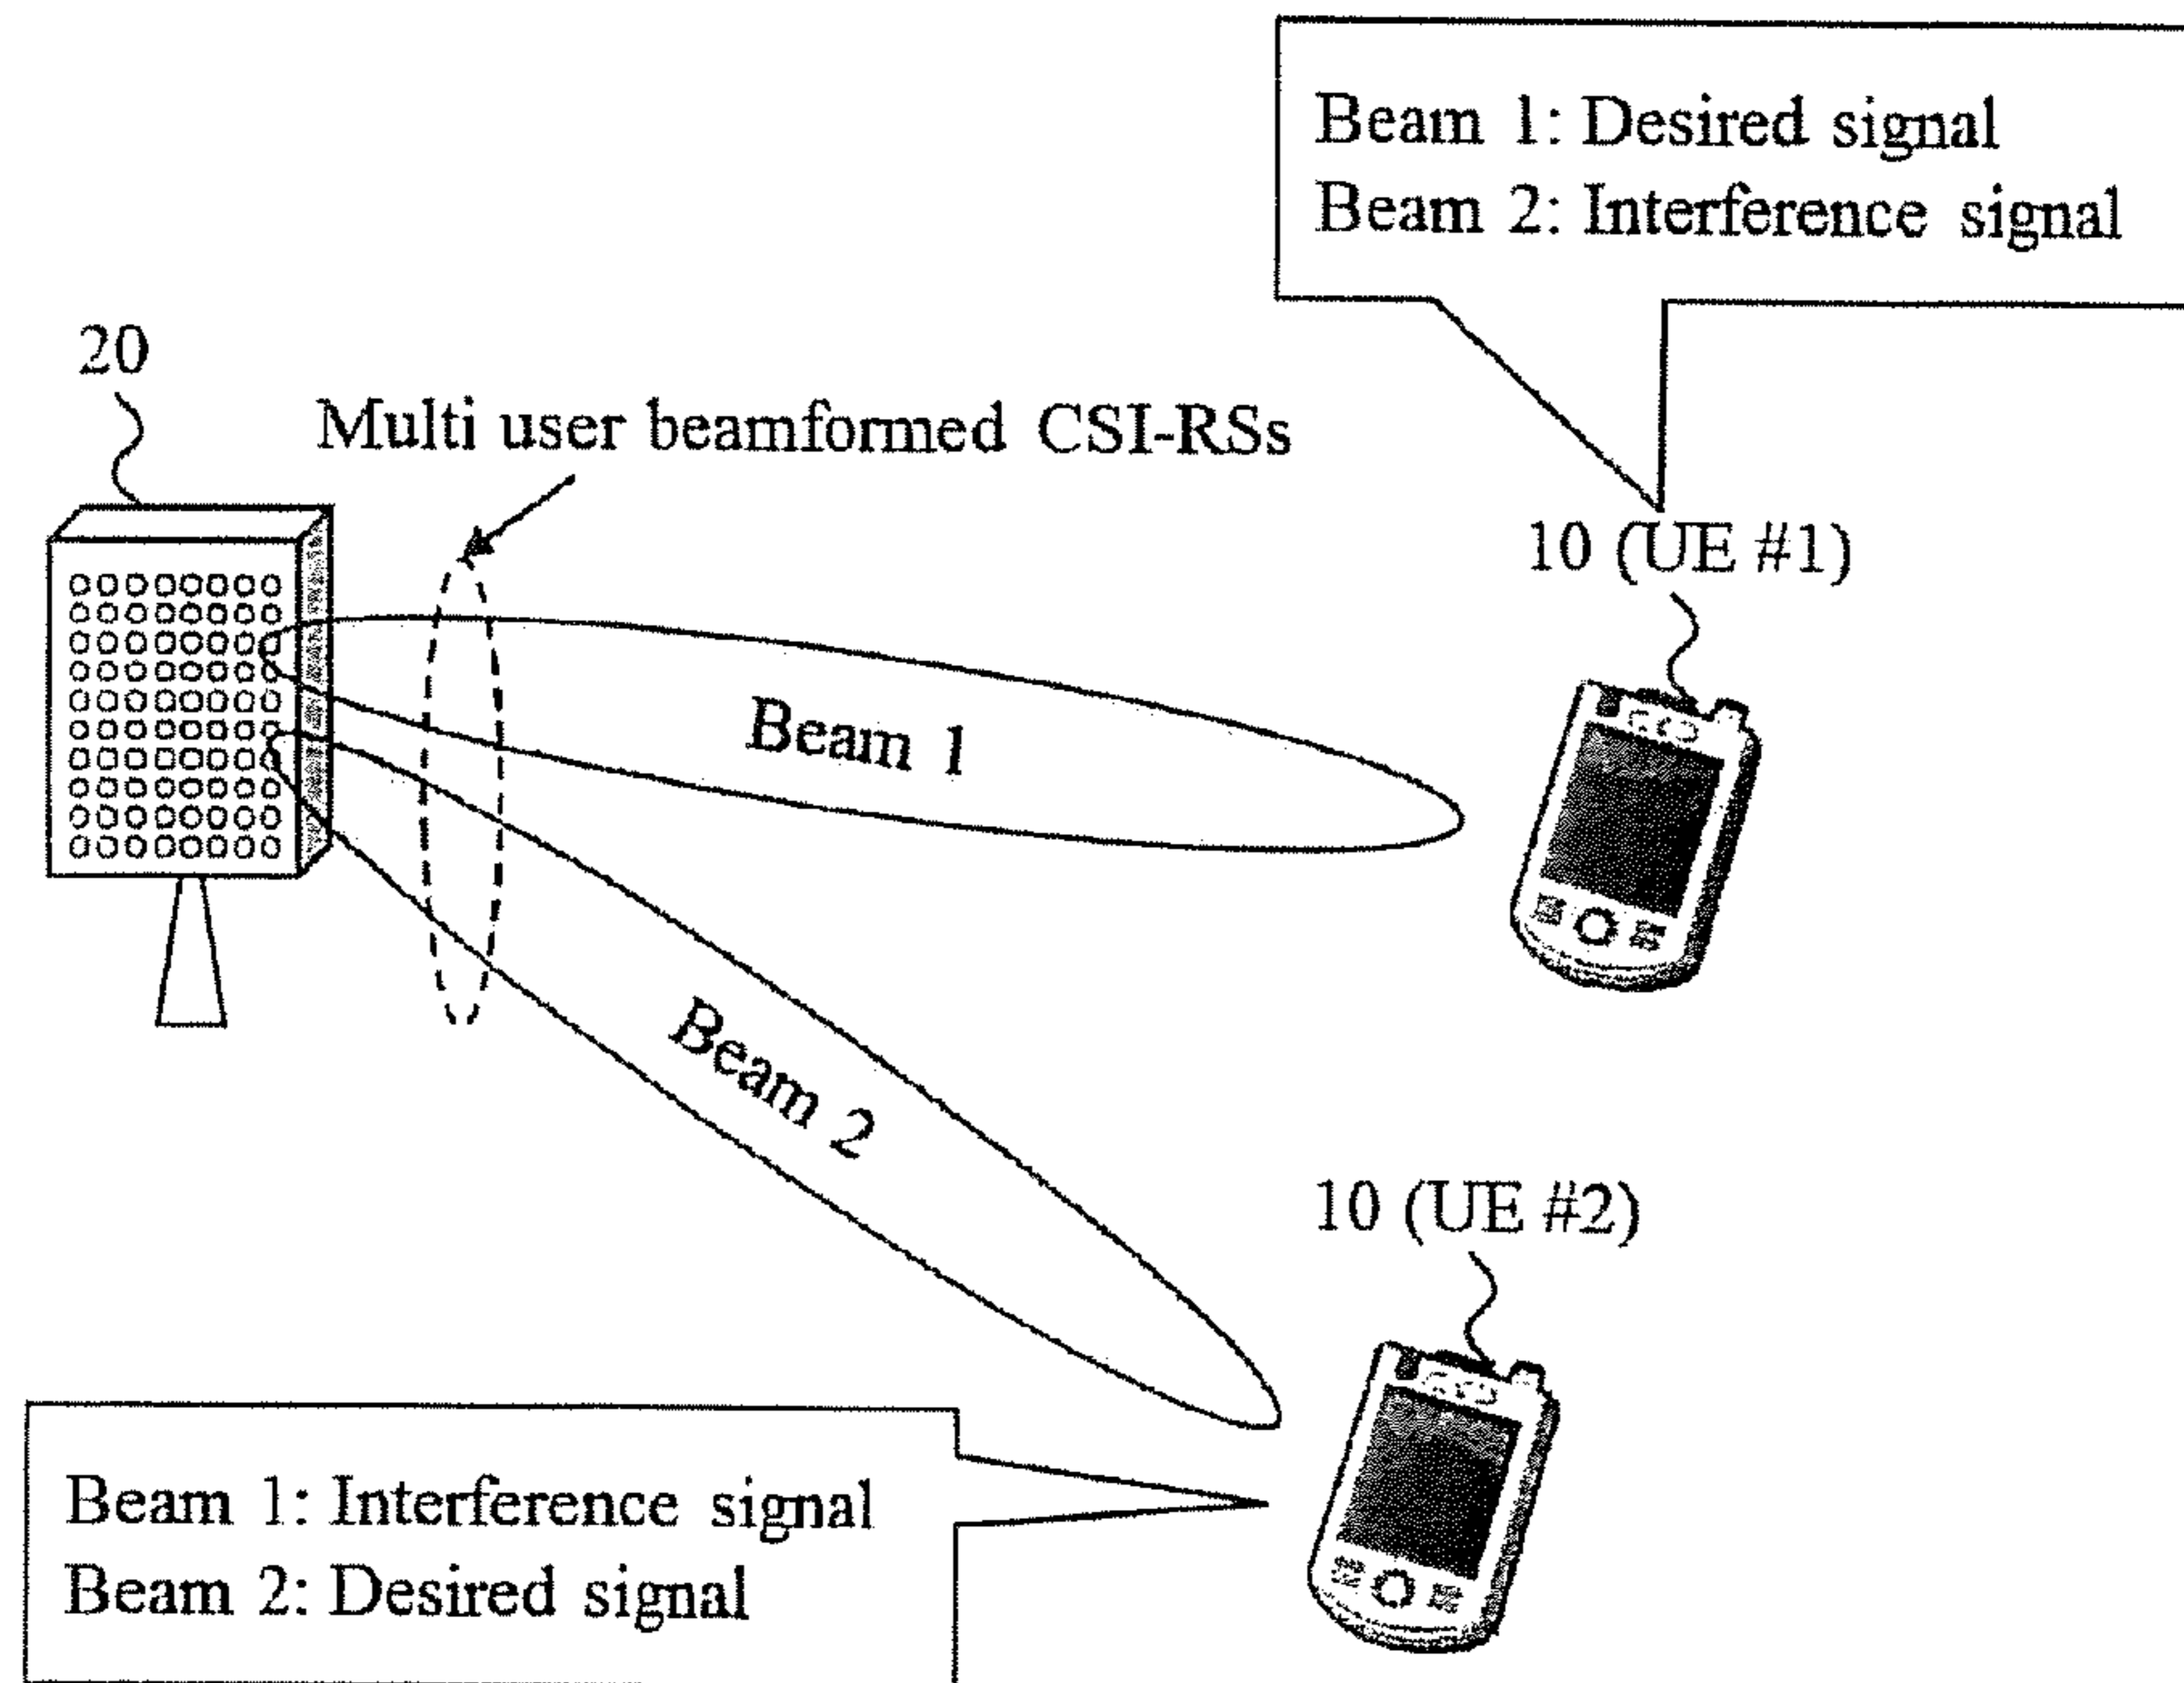 Beam 1: Desired signal
Beam 2: Interference signal
20
Multi user beamformed CSI-RSs
10 (UE #1)
Beam 1
Beam 2
10 (UE #2)
Beam 1: Interference signal
Beam 2: Desired signal